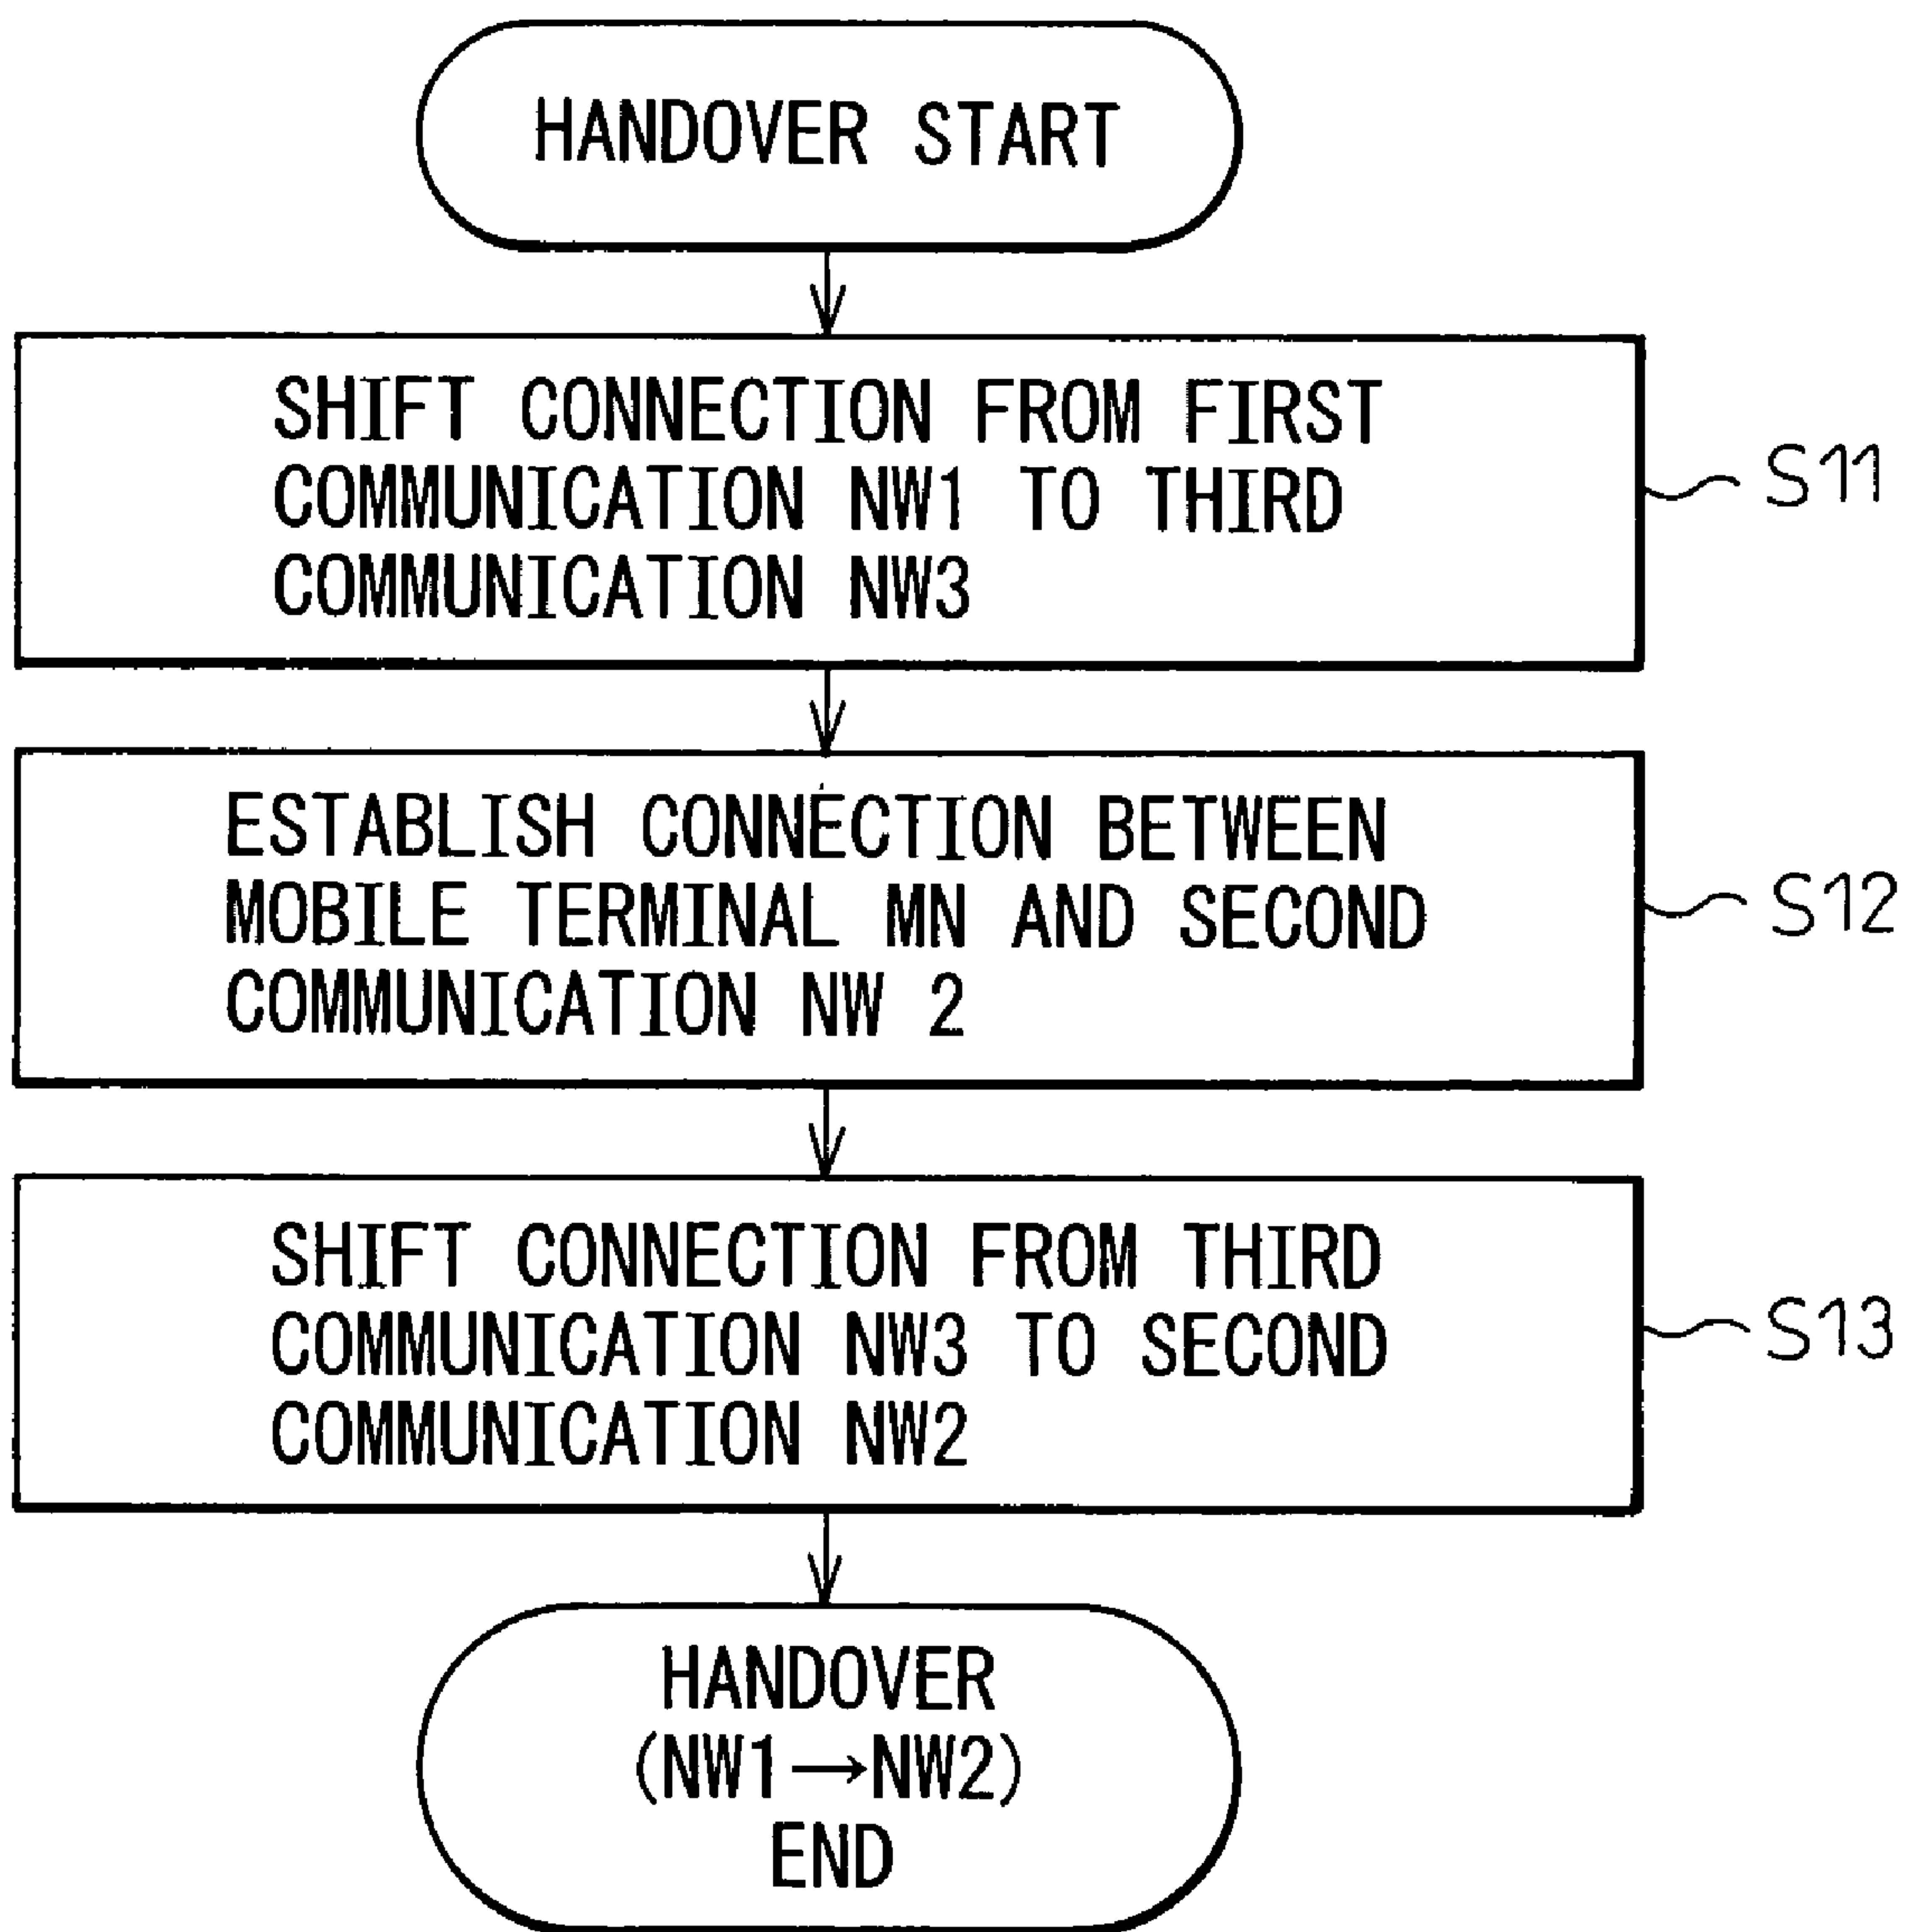 HANDOVER START
SHIFT CONNECTION FROM FIRST
COMMUNICATION NW1 TO THIRD
COMMUNICATION NW3
S11
ESTABLISH CONNECTION BETWEEN
MOBILE TERMINAL MN AND SECOND
COMMUNICATION NW 2
S12
SHIFT CONNECTION FROM THIRD
COMMUNICATION NW3 TO SECOND
COMMUNICATION NW2
S13
HANDOVER
(NW1→NW2)
END